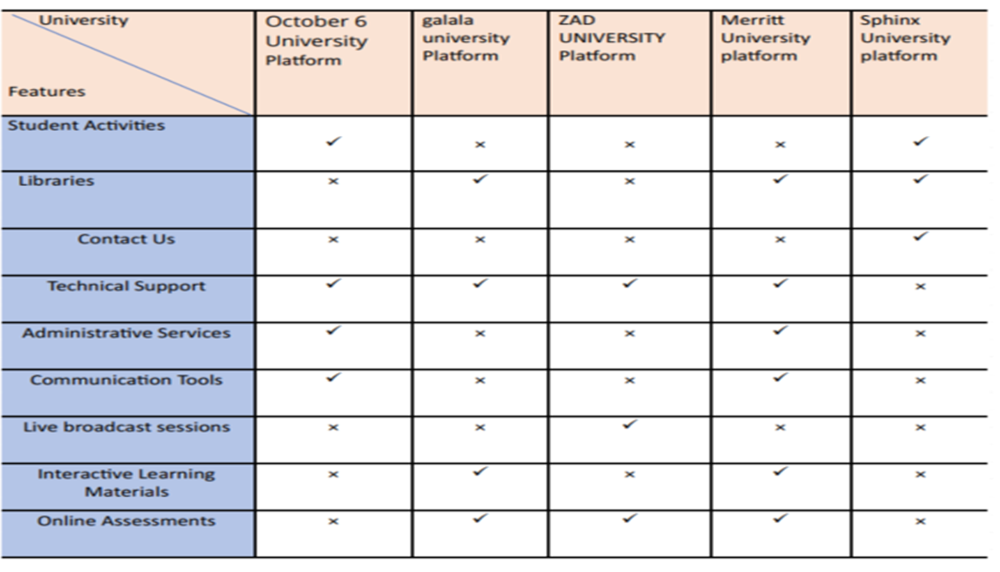 University
Features
October 6
University
Platform
galala
university
Platform
ZAD
UNIVERSITY
Platform
Merritt
University
platform
Sphinx
University
platform
Student Activities
✓ × × × ✓
Libraries
× ✓ × ✓ ✓
Contact Us
× × × × ✓
Technical Support
✓ ✓ ✓ ✓ ×
Administrative Services
✓ × × ✓ ×
Communication Tools
✓ × × ✓ ×
Live broadcast sessions
× × ✓ × ×
Interactive Learning
Materials
× ✓ × ✓ ×
Online Assessments
× ✓ ✓ ✓ ×